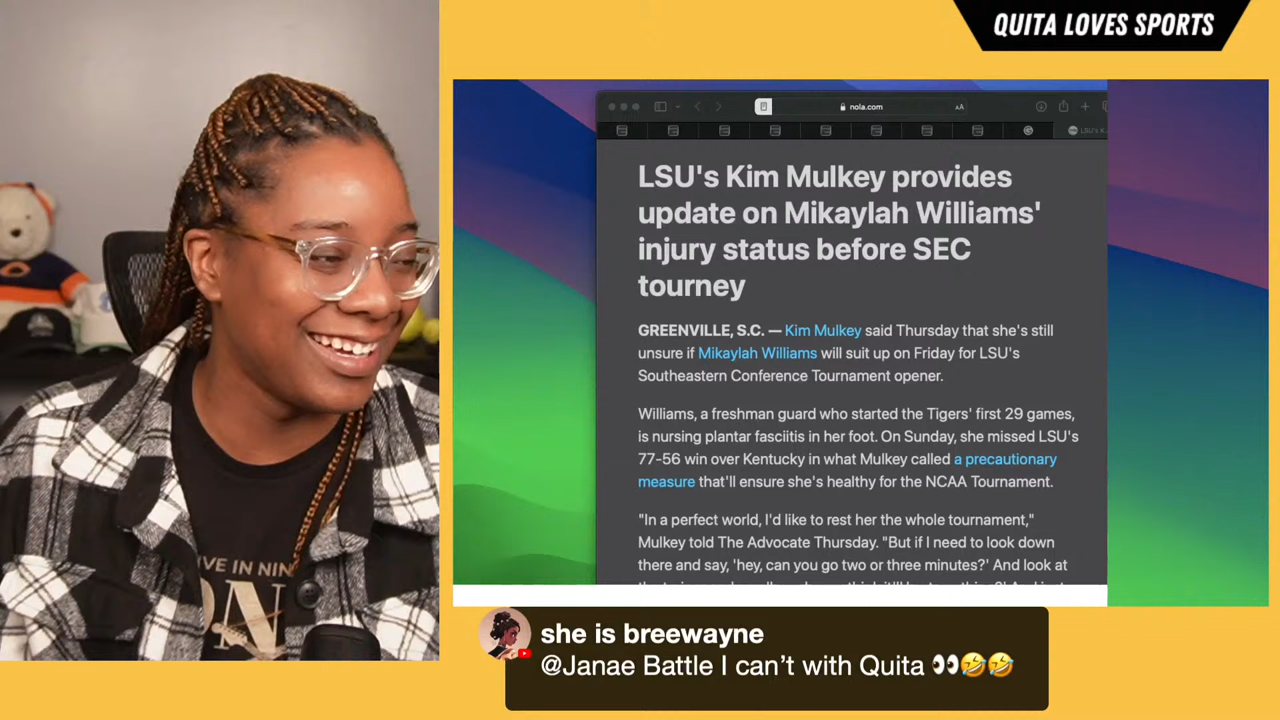 QUITA LOVES SPORTS
nola.com
AA
LSU's K
LSU's Kim Mulkey provides
update on Mikaylah Williams'
injury status before SEC
tourney
GREENVILLE, S.C. — Kim Mulkey said Thursday that she's still
unsure if Mikaylah Williams will suit up on Friday for LSU's
Southeastern Conference Tournament opener.
Williams, a freshman guard who started the Tigers' first 29 games,
is nursing plantar fasciitis in her foot. On Sunday, she missed LSU's
77-56 win over Kentucky in what Mulkey called a precautionary
measure that'll ensure she's healthy for the NCAA Tournament.
"In a perfect world, I'd like to rest her the whole tournament,"
Mulkey told The Advocate Thursday. "But if I need to look down
there and say, 'hey, can you go two or three minutes?' And look at
IVE IN NIN
ON
she is breewayne
@Janae Battle I can't with Quita 👀🤣🤣